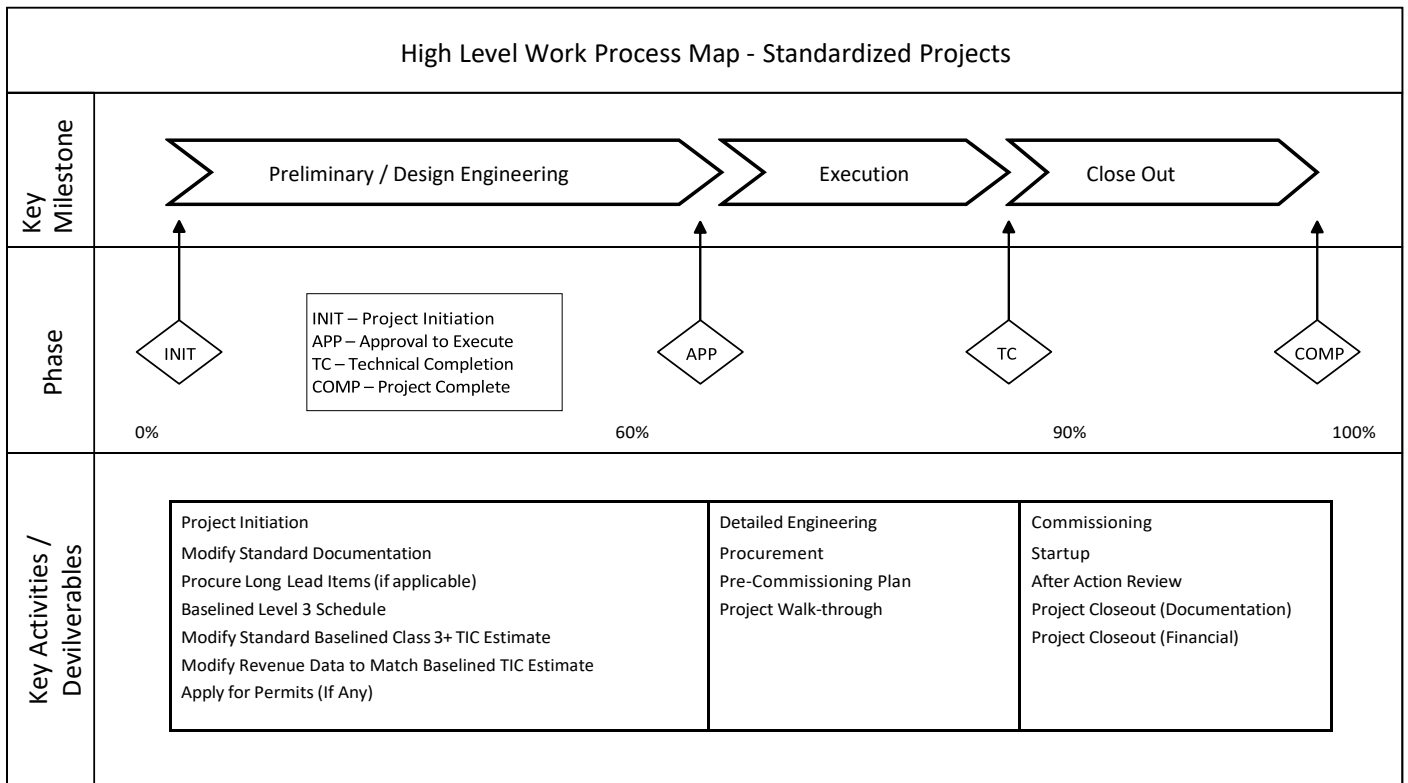 High Level Work Process Map - Standardized Projects
Key
Milestone
Preliminary / Design Engineering
Execution
Close Out
Phase
INIT
INIT – Project Initiation
APP – Approval to Execute
TC – Technical Completion
COMP – Project Complete
APP
TC
COMP
0%
60%
90%
100%
Key Activities /
Devilverables
Project Initiation
Modify Standard Documentation
Procure Long Lead Items (if applicable)
Baselined Level 3 Schedule
Modify Standard Baselined Class 3+ TIC Estimate
Modify Revenue Data to Match Baselined TIC Estimate
Apply for Permits (If Any)
Detailed Engineering
Procurement
Pre-Commissioning Plan
Project Walk-through
Commissioning
Startup
After Action Review
Project Closeout (Documentation)
Project Closeout (Financial)